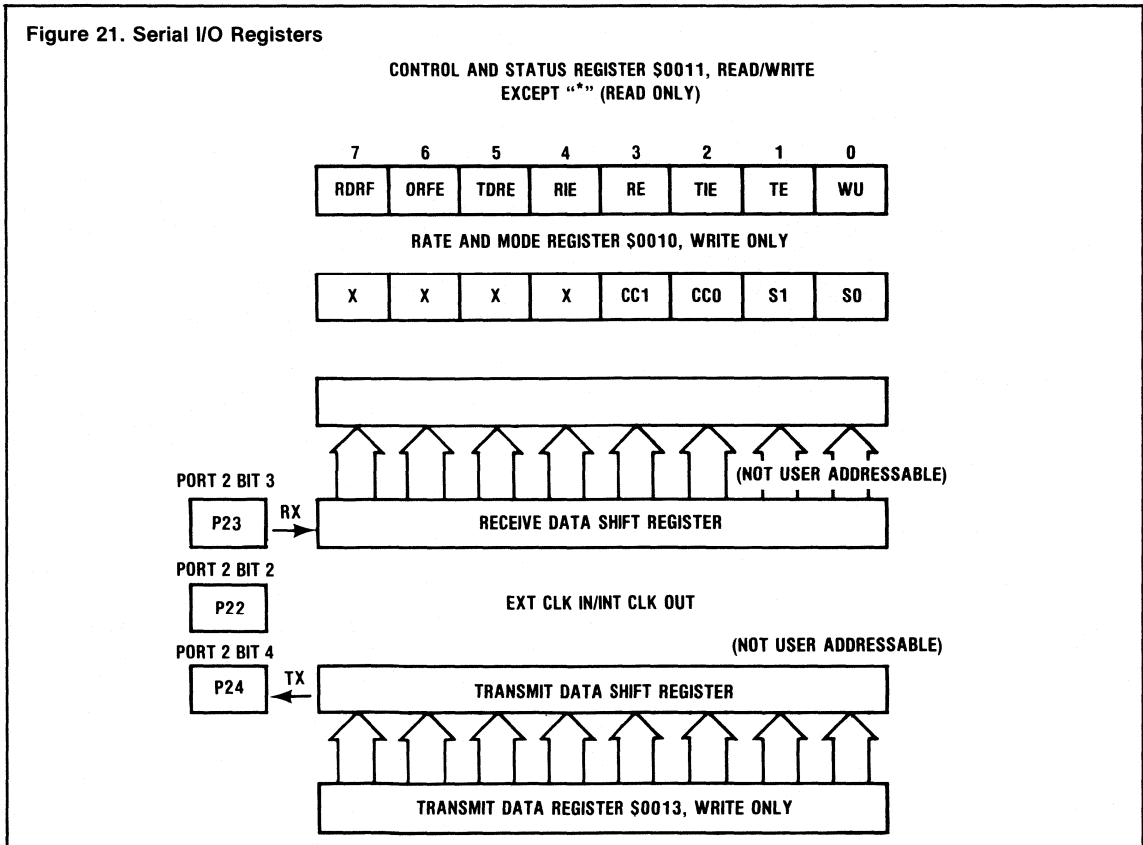 Figure 21. Serial I/O Registers
CONTROL AND STATUS REGISTER $0011, READ/WRITE
EXCEPT "*" (READ ONLY)
7 6 5 4 3 2 1 0
RDRF ORFE TDRE RIE RE TIE TE WU
RATE AND MODE REGISTER $0010, WRITE ONLY
X X X X CC1 CC0 S1 S0
(NOT USER ADDRESSABLE)
PORT 2 BIT 3
P23 RX RECEIVE DATA SHIFT REGISTER
PORT 2 BIT 2
P22 EXT CLK IN/INT CLK OUT
(NOT USER ADDRESSABLE)
PORT 2 BIT 4
P24 TX TRANSMIT DATA SHIFT REGISTER
TRANSMIT DATA REGISTER $0013, WRITE ONLY